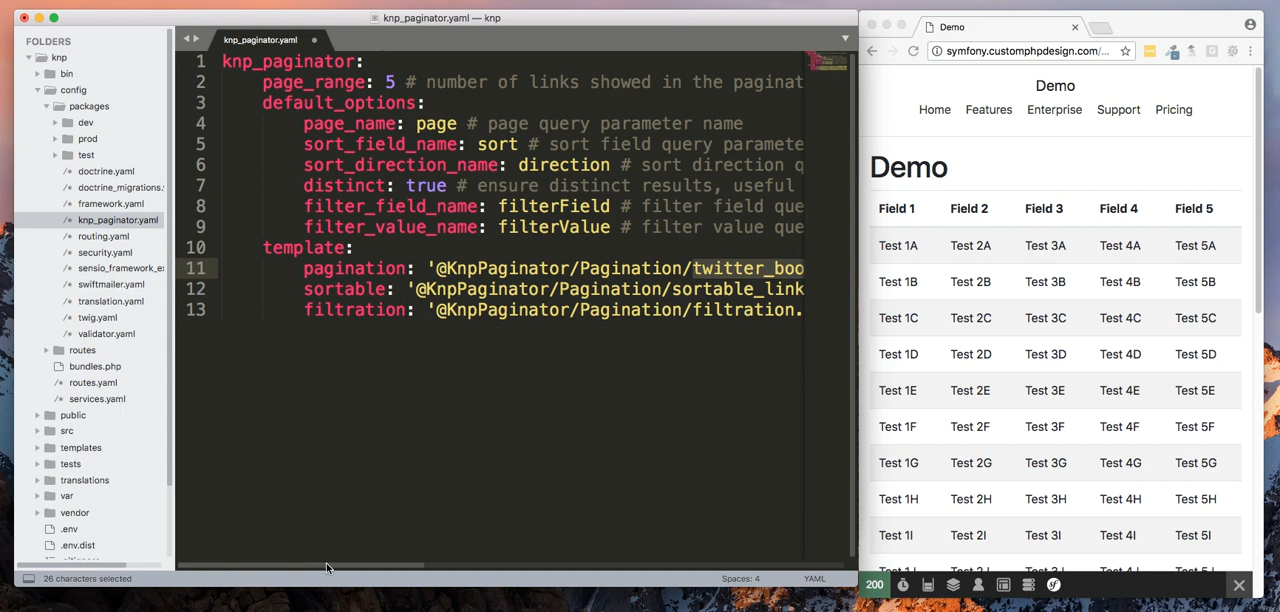 knp_paginator.yaml — knp
FOLDERS
knp
bin
config
packages
dev
prod
test
doctrine.yaml
doctrine_migrations.
framework.yaml
knp_paginator.yaml
routing.yaml
security.yaml
sensio_framework_ex
swiftmailer.yaml
translation.yaml
twig.yaml
validator.yaml
routes
bundles.php
routes.yaml
services.yaml
public
src
templates
tests
translations
var
vendor
.env
.env.dist
knp_paginator.yaml
1 knp_paginator:
2 page_range: 5 # number of links showed in the paginat
3 default_options:
4 page_name: page # page query parameter name
5 sort_field_name: sort # sort field query paramete
6 sort_direction_name: direction # sort direction q
7 distinct: true # ensure distinct results, useful
8 filter_field_name: filterField # filter field que
9 filter_value_name: filterValue # filter value que
10 template:
11 pagination: '@KnpPaginator/Pagination/twitter_boo
12 sortable: '@KnpPaginator/Pagination/sortable_link
13 filtration: '@KnpPaginator/Pagination/filtration.
26 characters selected
Spaces: 4
YAML
Demo
symfony.customphpdesign.com/...
Demo
Home Features Enterprise Support Pricing
Demo
Field 1 Field 2 Field 3 Field 4 Field 5
Test 1A Test 2A Test 3A Test 4A Test 5A
Test 1B Test 2B Test 3B Test 4B Test 5B
Test 1C Test 2C Test 3C Test 4C Test 5C
Test 1D Test 2D Test 3D Test 4D Test 5D
Test 1E Test 2E Test 3E Test 4E Test 5E
Test 1F Test 2F Test 3F Test 4F Test 5F
Test 1G Test 2G Test 3G Test 4G Test 5G
Test 1H Test 2H Test 3H Test 4H Test 5H
Test 1I Test 2I Test 3I Test 4I Test 5I
200
sf